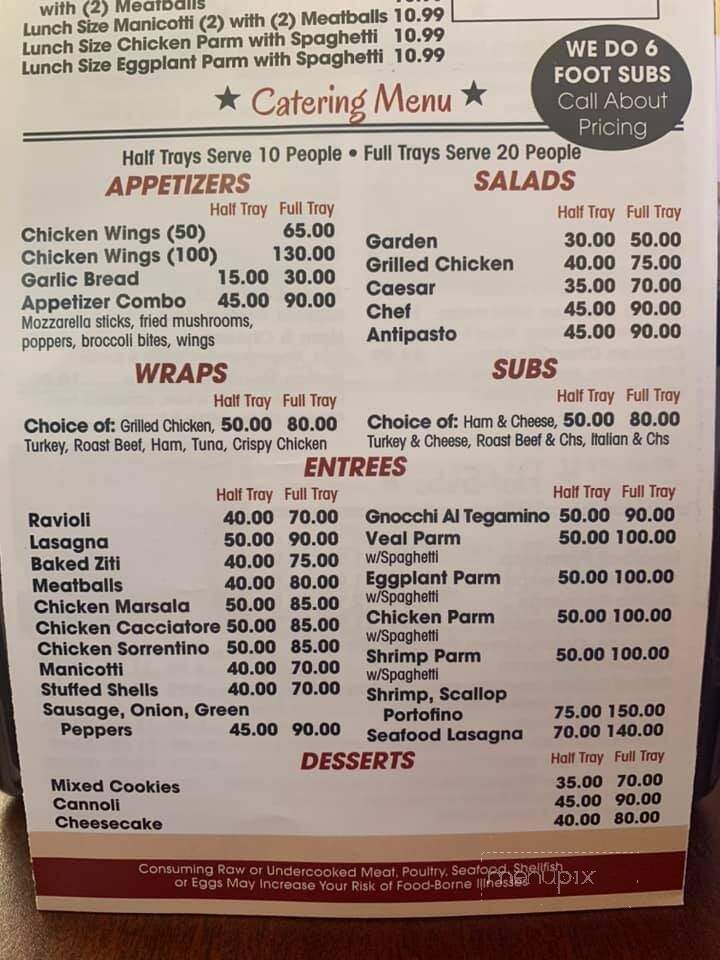 with (2) Meatballs
Lunch Size Manicotti (2) with (2) Meatballs 10.99
Lunch Size Chicken Parm with Spaghetti 10.99
Lunch Size Eggplant Parm with Spaghetti 10.99
WE DO 6
FOOT SUBS
Call About
Pricing
★ Catering Menu ★
Half Trays Serve 10 People • Full Trays Serve 20 People
APPETIZERS
Half Tray Full Tray
Chicken Wings (50) 65.00
Chicken Wings (100) 130.00
Garlic Bread 15.00 30.00
Appetizer Combo 45.00 90.00
Mozzarella sticks, fried mushrooms,
poppers, broccoli bites, wings
SALADS
Half Tray Full Tray
Garden 30.00 50.00
Grilled Chicken 40.00 75.00
Caesar 35.00 70.00
Chef 45.00 90.00
Antipasto 45.00 90.00
WRAPS
Half Tray Full Tray
Choice of: Grilled Chicken, 50.00 80.00
Turkey, Roast Beef, Ham, Tuna, Crispy Chicken
SUBS
Half Tray Full Tray
Choice of: Ham & Cheese, 50.00 80.00
Turkey & Cheese, Roast Beef & Chs, Italian & Chs
ENTREES
Half Tray Full Tray
Ravioli 40.00 70.00
Lasagna 50.00 90.00
Baked Ziti 40.00 75.00
Meatballs 40.00 80.00
Chicken Marsala 50.00 85.00
Chicken Cacciatore 50.00 85.00
Chicken Sorrentino 50.00 85.00
Manicotti 40.00 70.00
Stuffed Shells 40.00 70.00
Sausage, Onion, Green
Peppers 45.00 90.00
Half Tray Full Tray
Gnocchi Al Tegamino 50.00 90.00
Veal Parm 50.00 100.00
w/Spaghetti
Eggplant Parm 50.00 100.00
w/Spaghetti
Chicken Parm 50.00 100.00
w/Spaghetti
Shrimp Parm 50.00 100.00
w/Spaghetti
Shrimp, Scallop
Portofino 75.00 150.00
Seafood Lasagna 70.00 140.00
DESSERTS
Half Tray Full Tray
Mixed Cookies 35.00 70.00
Cannoli 45.00 90.00
Cheesecake 40.00 80.00
Consuming Raw or Undercooked Meat, Poultry, Seafood, Shellfish
or Eggs May Increase Your Risk of Food-Borne Illnesses
menupix